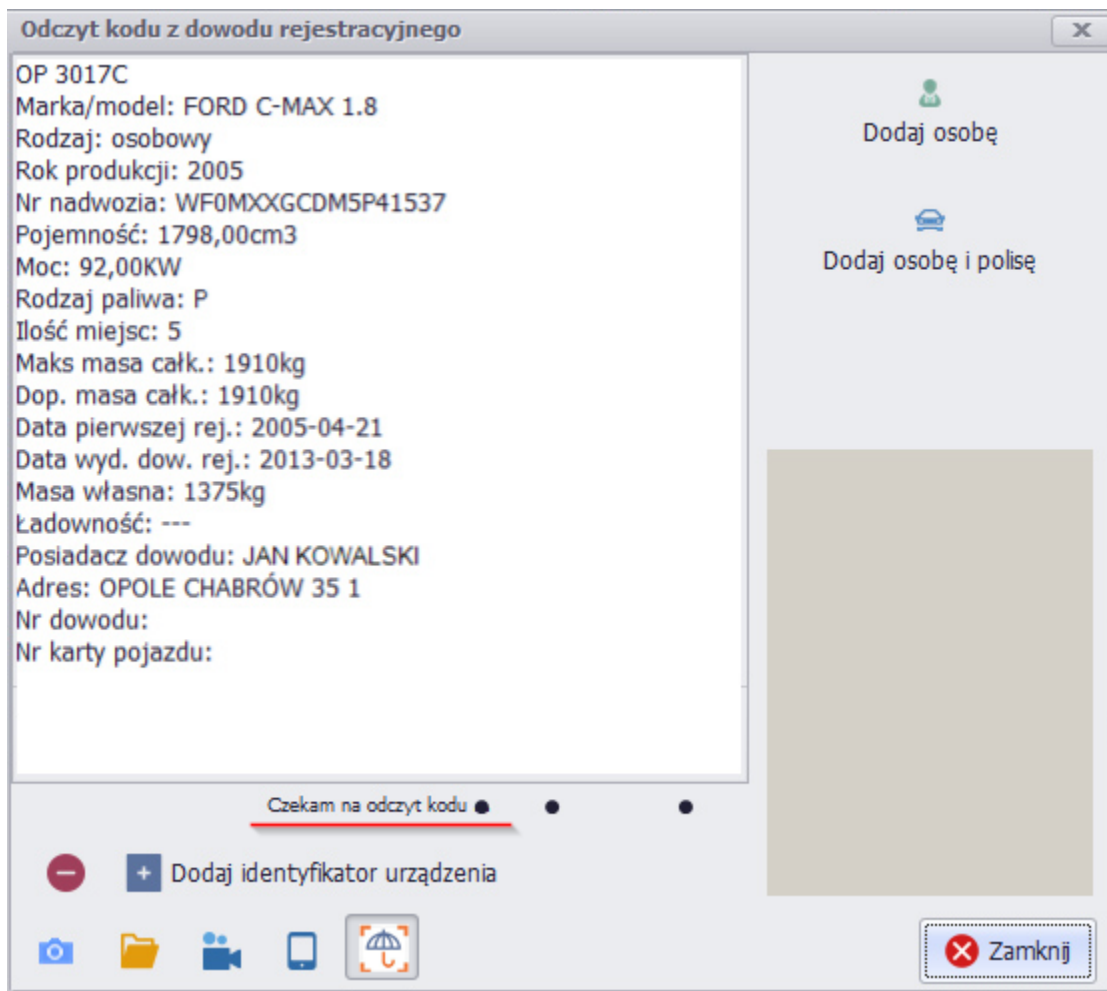 Odczyt kodu z dowodu rejestracyjnego
OP 3017C
Marka/model: FORD C-MAX 1.8
Rodzaj: osobowy
Rok produkcji: 2005
Nr nadwozia: WF0MXXGCDM5P41537
Pojemność: 1798,00cm3
Moc: 92,00KW
Rodzaj paliwa: P
Ilość miejsc: 5
Maks masa całk.: 1910kg
Dop. masa całk.: 1910kg
Data pierwszej rej.: 2005-04-21
Data wyd. dow. rej.: 2013-03-18
Masa własna: 1375kg
Ładowność: ---
Posiadacz dowodu: JAN KOWALSKI
Adres: OPOLE CHABRÓW 35 1
Nr dowodu:
Nr karty pojazdu:
Dodaj osobę
Dodaj osobę i polisę
Czekam na odczyt kodu
Dodaj identyfikator urządzenia
Zamknij